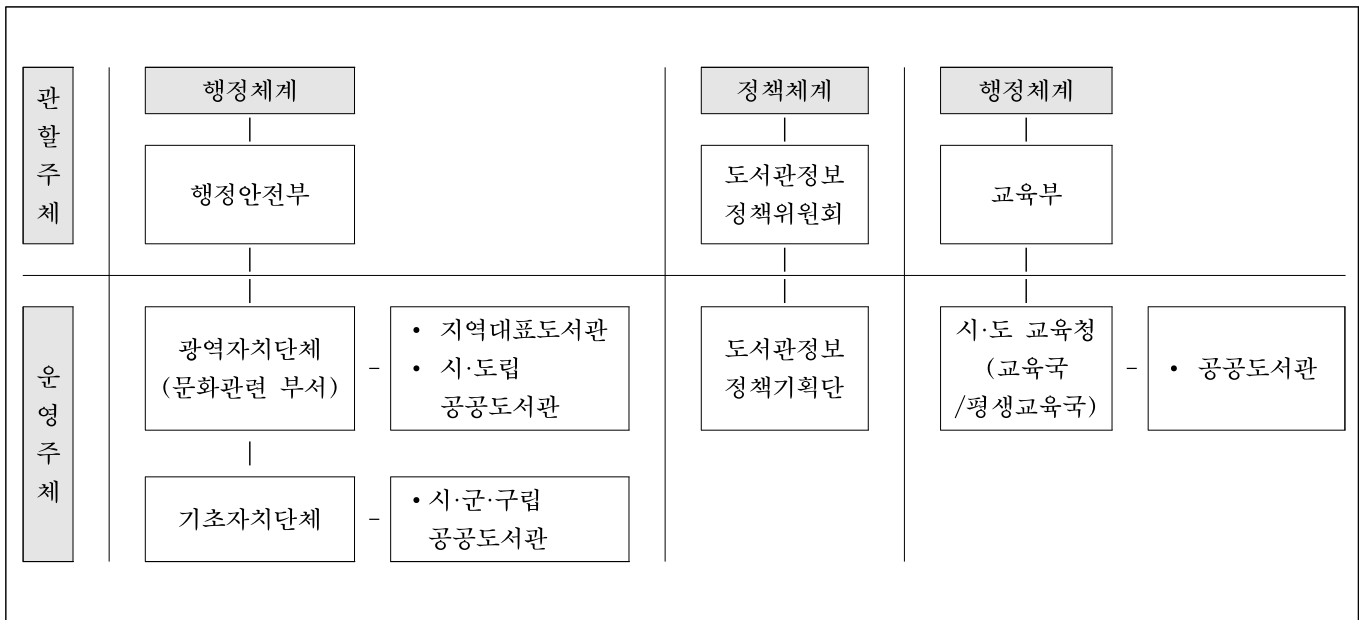 관
할
주
체
행정체계
정책체계
행정체계
행정안전부
도서관정보
정책위원회
교육부
운
영
주
체
광역자치단체
(문화관련 부서)
–
• 지역대표도서관
• 시·도립
공공도서관
도서관정보
정책기획단
시·도 교육청
(교육국
/평생교육국)
–
• 공공도서관
기초자치단체
–
• 시·군·구립
공공도서관